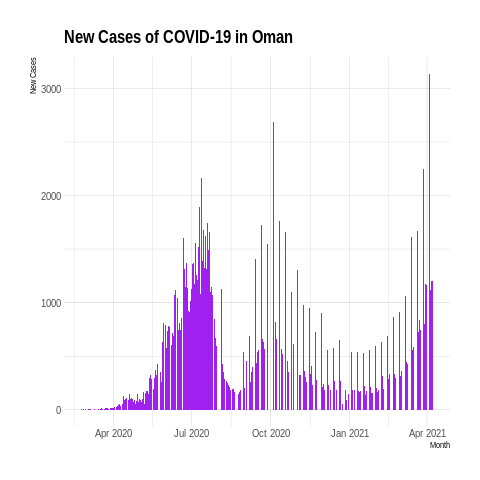 New Cases of COVID-19 in Oman
New Cases
3000
2000
1000
0
Apr 2020 Jul 2020 Oct 2020 Jan 2021 Apr 2021
Month